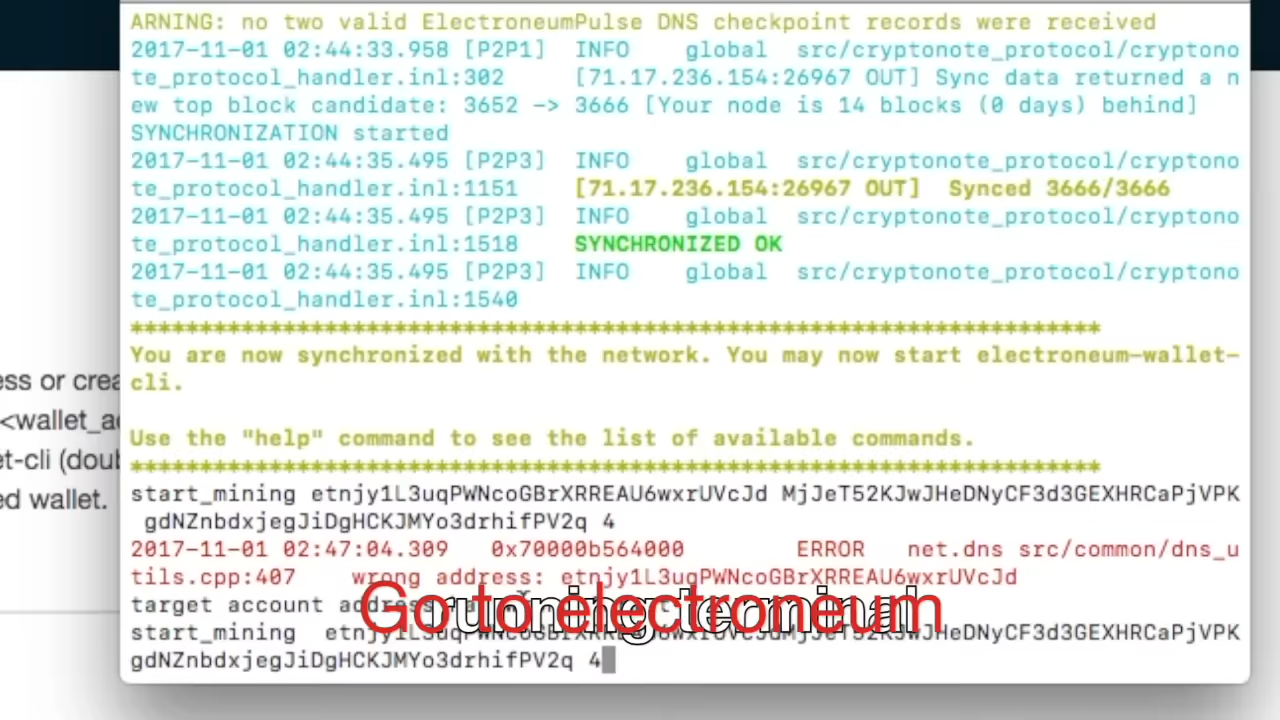 ARNING: no two valid ElectroneumPulse DNS checkpoint records were received
2017-11-01 02:44:33.958 [P2P1] INFO global src/cryptonote_protocol/cryptono
te_protocol_handler.inl:302 [71.17.236.154:26967 OUT] Sync data returned a n
ew top block candidate: 3652 -> 3666 [Your node is 14 blocks (0 days) behind]
SYNCHRONIZATION started
2017-11-01 02:44:35.495 [P2P3] INFO global src/cryptonote_protocol/cryptono
te_protocol_handler.inl:1151 [71.17.236.154:26967 OUT] Synced 3666/3666
2017-11-01 02:44:35.495 [P2P3] INFO global src/cryptonote_protocol/cryptono
te_protocol_handler.inl:1518 SYNCHRONIZED OK
2017-11-01 02:44:35.495 [P2P3] INFO global src/cryptonote_protocol/cryptono
te_protocol_handler.inl:1540
**********************************************************************
You are now synchronized with the network. You may now start electroneum-wallet-
cli.
Use the "help" command to see the list of available commands.
**********************************************************************
start_mining etnjy1L3uqPWNcoGBrXRREAU6wxrUVcJd MjJeT52KJwJHeDNyCF3d3GEXHRCaPjVPK
gdNZnbdxjegJiDgHCKJMYo3drhifPV2q 4
2017-11-01 02:47:04.309 0x70000b564000 ERROR net.dns src/common/dns_u
tils.cpp:407 wrong address: etnjy1L3uqPWNcoGBrXRREAU6wxrUVcJd
target account address
start_mining
gdNZnbdxjegJiDgHCKJMYo3drhifPV2q 4
Go to electroneum
running terminal
ess or crea
<wallet_ad
et-cli (doub
ed wallet.